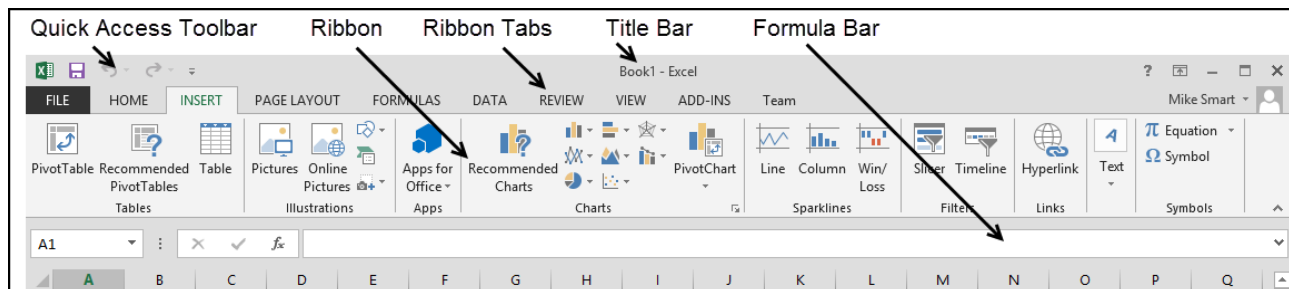 Quick Access Toolbar Ribbon Ribbon Tabs Title Bar Formula Bar
Book1 - Excel ?
FILE HOME INSERT PAGE LAYOUT FORMULAS DATA REVIEW VIEW ADD-INS Team Mike Smart
PivotTable Recommended PivotTables Table Pictures Online Pictures Apps for Office Recommended Charts PivotChart Line Column Win/Loss Slicer Timeline Hyperlink A Text π Equation
Ω Symbol
Tables Illustrations Apps Charts Sparklines Filters Links Symbols
A1 fx
A B C D E F G H I J K L M N O P Q